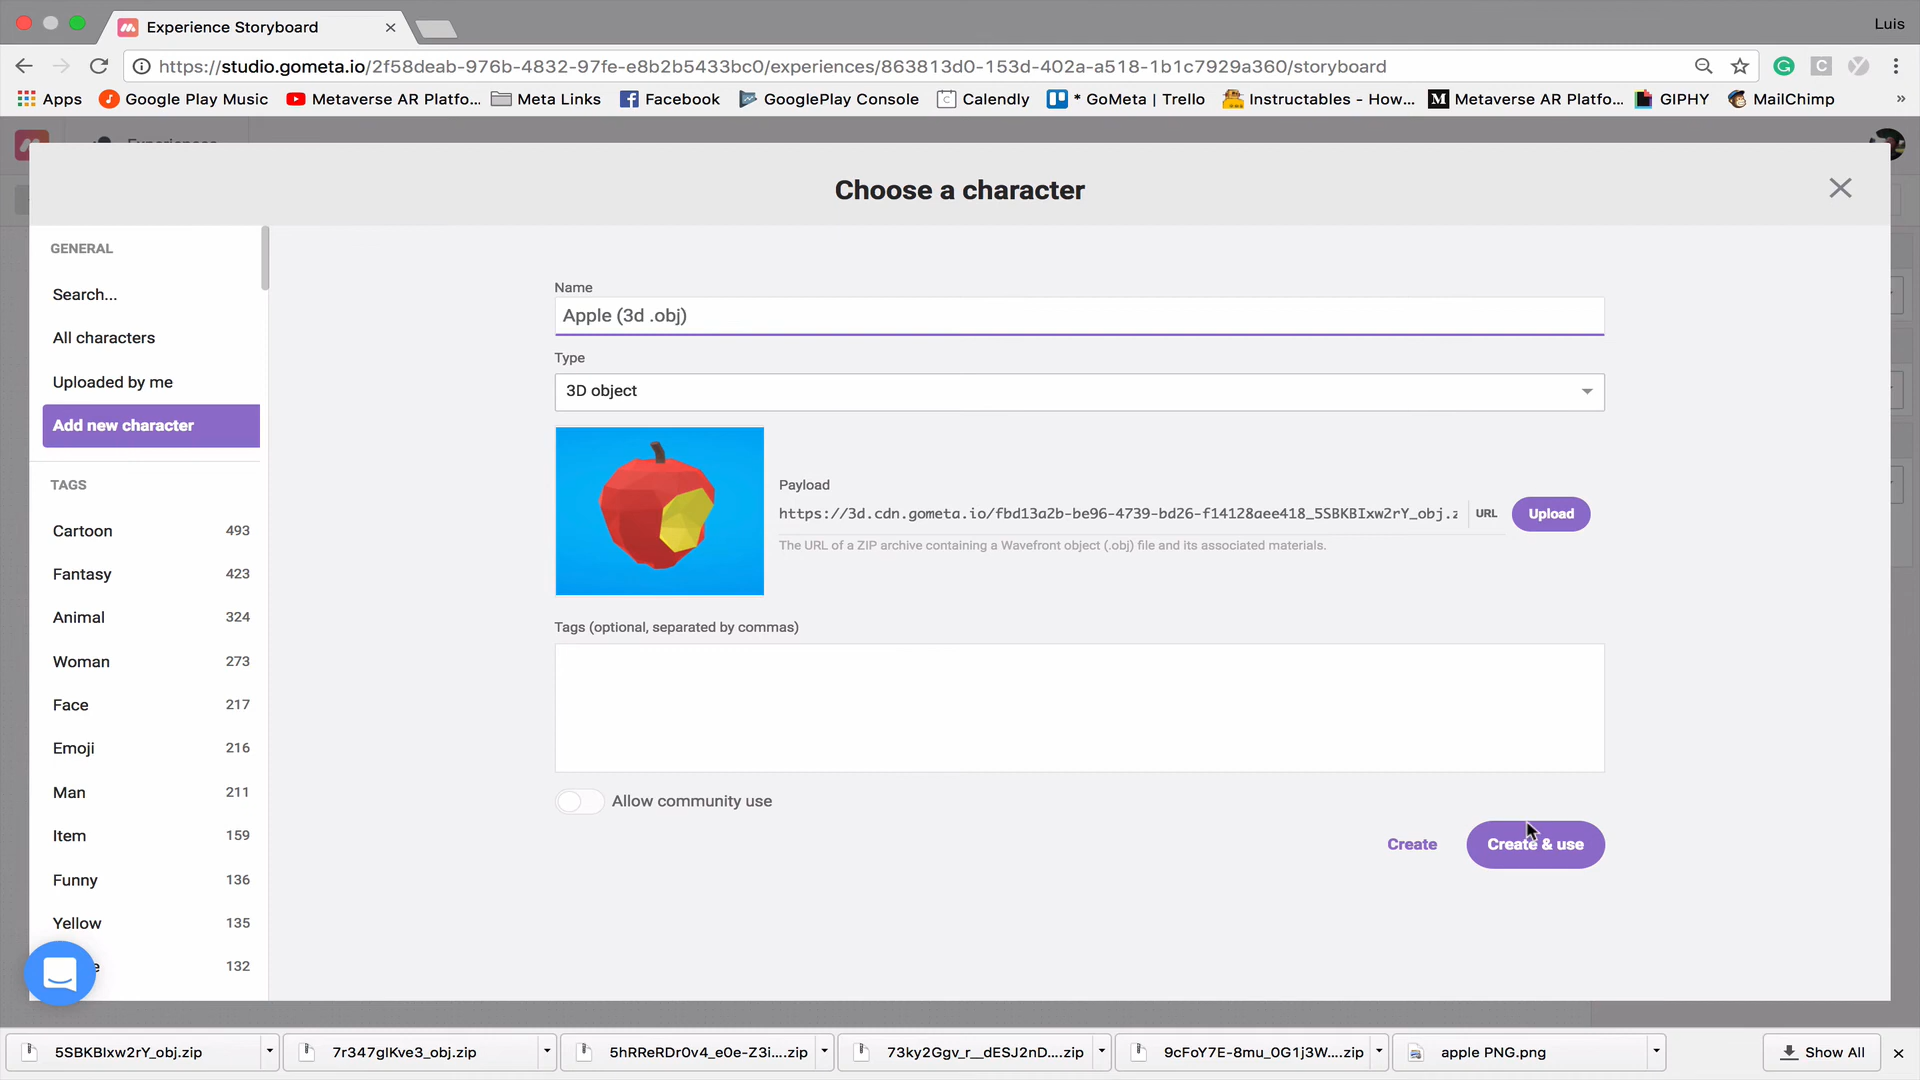 Experience Storyboard
Luis
https://studio.gometa.io/2f58deab-976b-4832-97fe-e8b2b5433bc0/experiences/863813d0-153d-402a-a518-1b1c7929a360/storyboard
Apps
Google Play Music
Metaverse AR Platfo...
Meta Links
Facebook
GooglePlay Console
Calendly
* GoMeta | Trello
Instructables - How...
Metaverse AR Platfo...
GIPHY
MailChimp
»
Choose a character
GENERAL
Search...
All characters
Uploaded by me
Add new character
TAGS
Cartoon 493
Fantasy 423
Animal 324
Woman 273
Face 217
Emoji 216
Man 211
Item 159
Funny 136
Yellow 135
132
Name
Apple (3d .obj)
Type
3D object
Payload
https://3d.cdn.gometa.io/fbd13a2b-be96-4739-bd26-f14128aee418_5SBKBIxw2rY_obj.z
URL
Upload
The URL of a ZIP archive containing a Wavefront object (.obj) file and its associated materials.
Tags (optional, separated by commas)
Allow community use
Create
Create & use
5SBKBIxw2rY_obj.zip
7r347gIKve3_obj.zip
5hRReRDr0v4_e0e-Z3i....zip
73ky2Ggv_r__dESJ2nD....zip
9cFoY7E-8mu_0G1j3W....zip
apple PNG.png
Show All